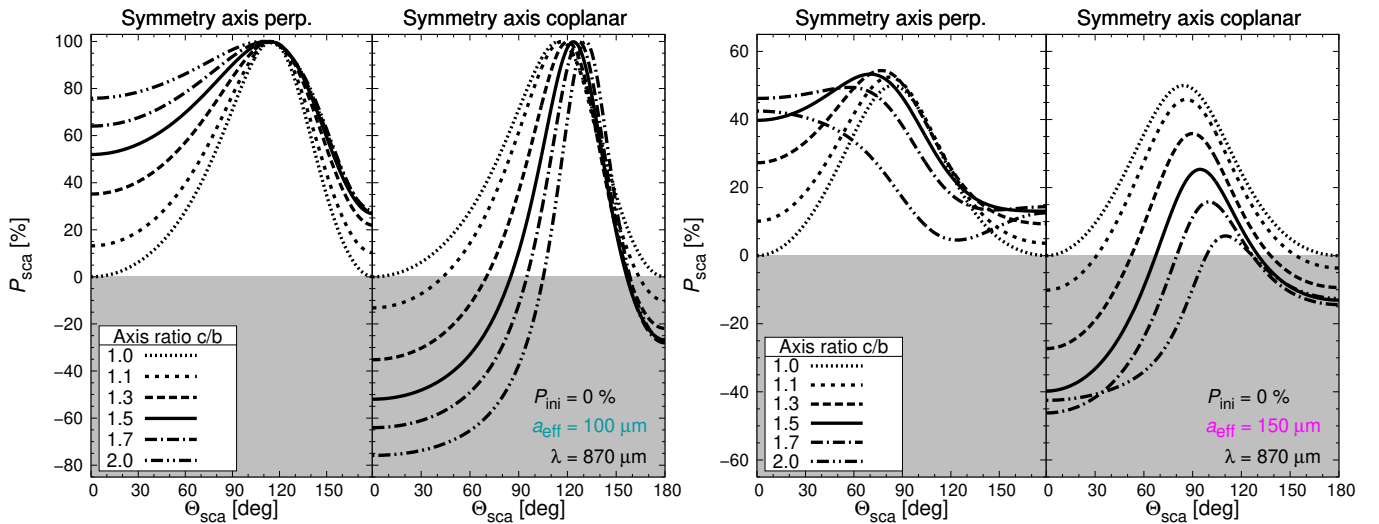 Symmetry axis perp.
Symmetry axis coplanar
100
80
60
40
20
0
−20
−40
−60
−80
P_sca [%]
Axis ratio c/b
1.0
1.1
1.3
1.5
1.7
2.0
P_ini = 0 %
a_eff = 100 μm
λ = 870 μm
0 30 60 90 120 150
0 30 60 90 120 150 180
Θ_sca [deg]
Θ_sca [deg]
Symmetry axis perp.
Symmetry axis coplanar
60
40
20
0
−20
−40
−60
P_sca [%]
Axis ratio c/b
1.0
1.1
1.3
1.5
1.7
2.0
P_ini = 0 %
a_eff = 150 μm
λ = 870 μm
0 30 60 90 120 150
0 30 60 90 120 150 180
Θ_sca [deg]
Θ_sca [deg]